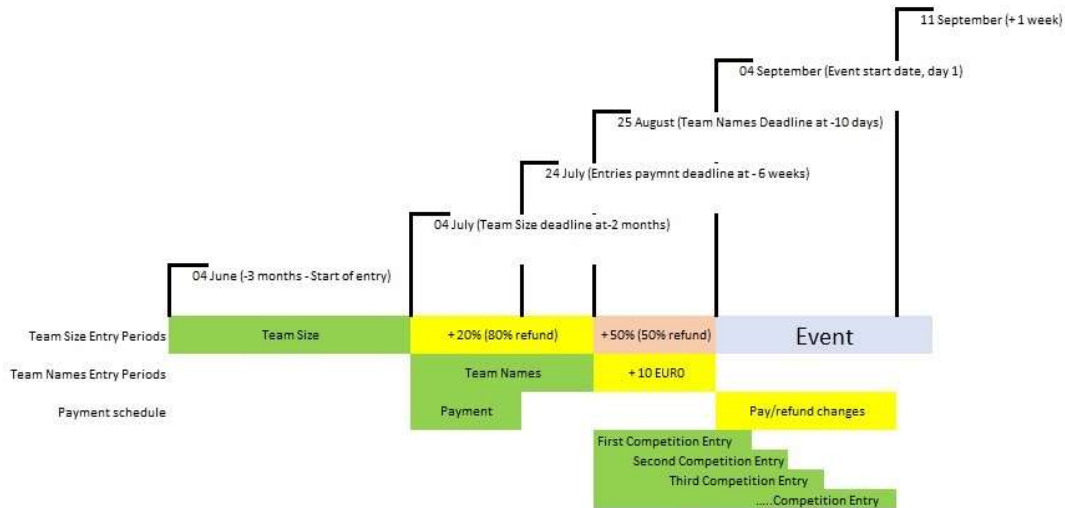 11 September (+ 1 week)
04 September (Event start date, day 1)
25 August (Team Names Deadline at -10 days)
24 July (Entries paymnt deadline at - 6 weeks)
04 July (Team Size deadline at-2 months)
04 June (-3 months - Start of entry)
Team Size Entry Periods Team Size +20% (80% refund) +50% (50% refund) Event
Team Names Entry Periods Team Names + 10 EUR0
Payment schedule Payment Pay/refund changes
First Competition Entry
Second Competition Entry
Third Competition Entry
.....Competition Entry